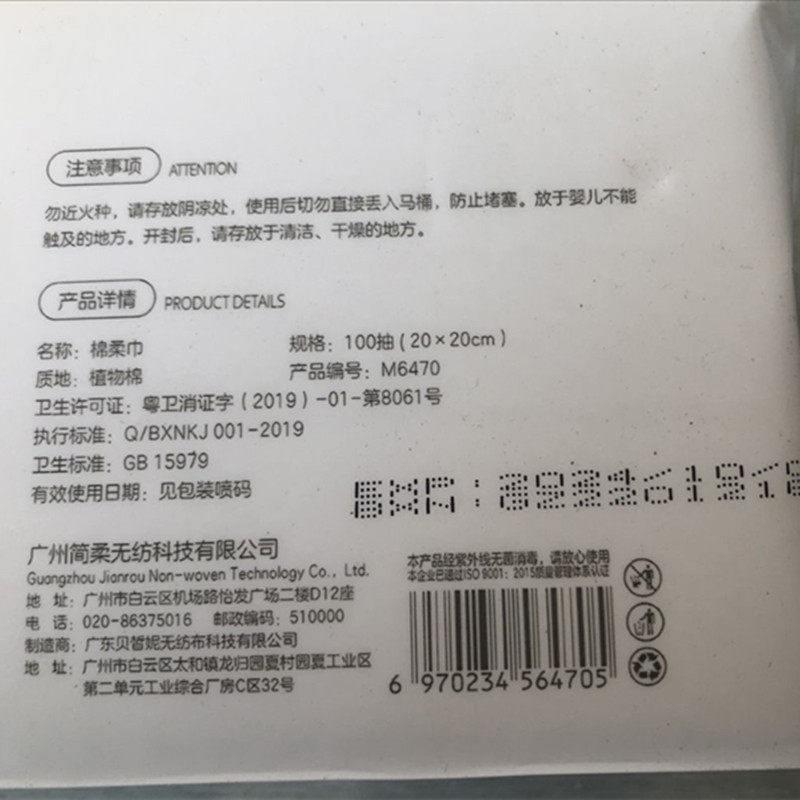 注意事项 ATTENTION
勿近火种，请存放阴凉处，使用后切勿直接丢入马桶，防止堵塞。放于婴儿不能
触及的地方。开封后，请存放于清洁、干燥的地方。
产品详情 PRODUCT DETAILS
名称：棉柔巾 规格：100抽（20×20cm）
质地：植物棉 产品编号：M6470
卫生许可证：粤卫消证字（2019）-01-第8061号
执行标准：Q/BXNKJ 001-2019
卫生标准：GB 15979
有效使用日期：见包装喷码
EXP:
广州简柔无纺科技有限公司
Guangzhou Jianrou Non-woven Technology Co., Ltd.
地 址：广州市白云区机场路怡发广场二楼D12座
电 话：020-86375016 邮政编码：510000
制造商：广东贝皙妮无纺布科技有限公司
地 址：广州市白云区太和镇龙归园夏村园夏工业区
第二单元工业综合厂房C区32号
本产品经紫外线无菌消毒，请放心使用
本企业已通过ISO 9001：2015质量管理体系认证
6 970234 564705